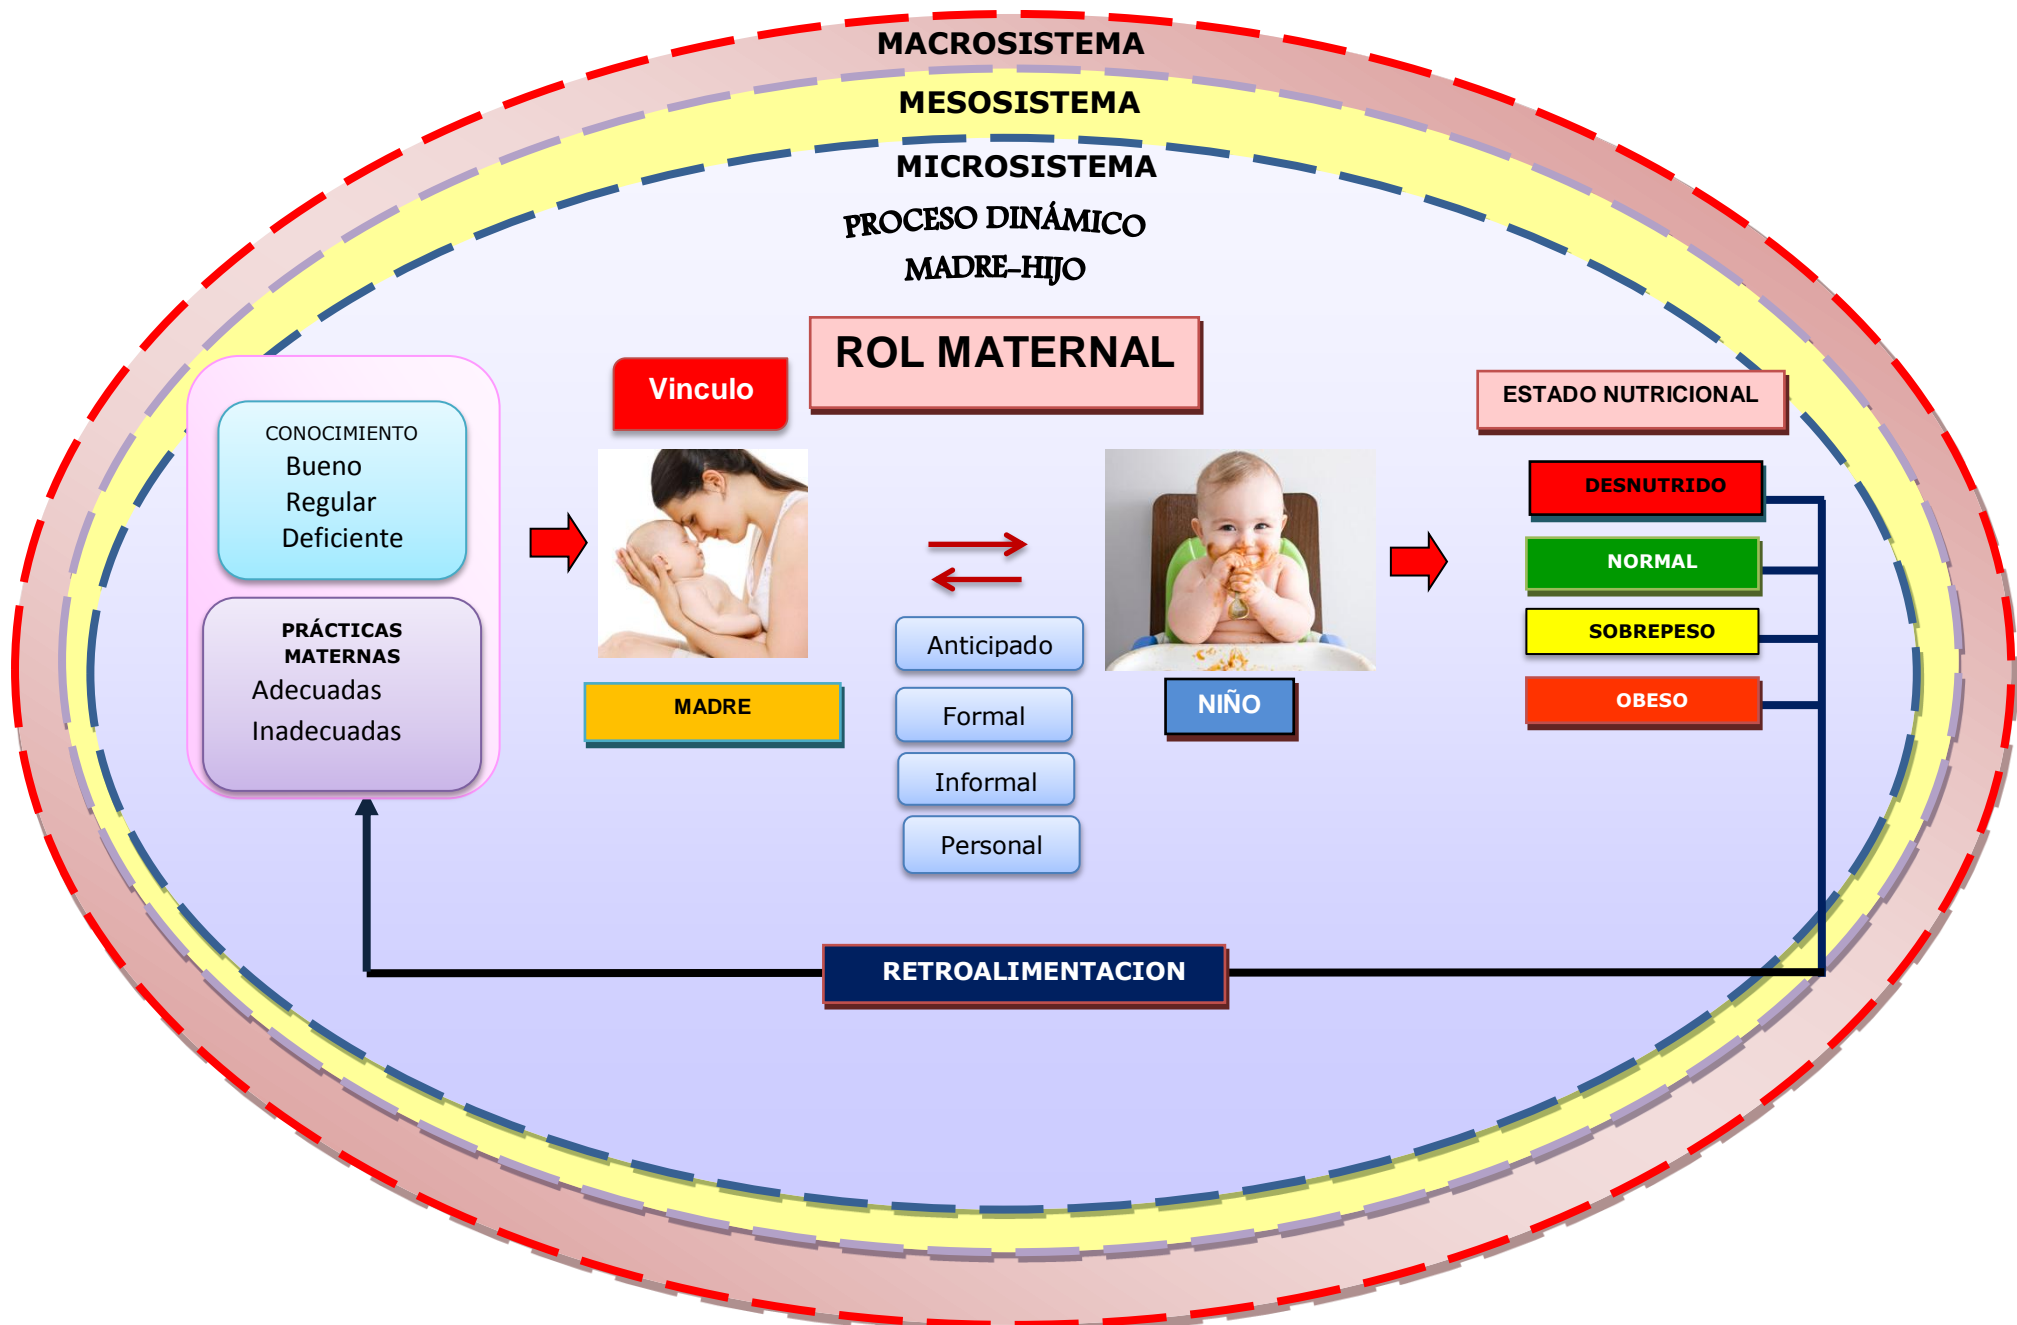 MACROSISTEMA
MESOSISTEMA
MICROSISTEMA
PROCESO DINÁMICO
MADRE-HIJO
ROL MATERNAL
Vinculo
ESTADO NUTRICIONAL
CONOCIMIENTO
Bueno
Regular
Deficiente
PRÁCTICAS
MATERNAS
Adecuadas
Inadecuadas
MADRE
Anticipado
Formal
Informal
Personal
NIÑO
DESNUTRIDO
NORMAL
SOBREPESO
OBESO
RETROALIMENTACION